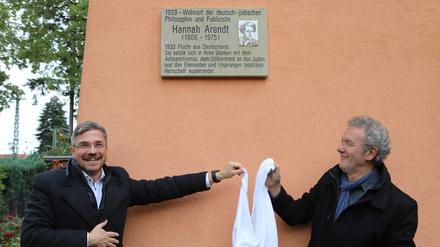 1929 - Wohnort der deutsch - jüdischen
Philosophin und Publizistin
Hannah Arendt
(1906 - 1975)
1933 Flucht aus Deutschland
Sie setzte sich in ihren Werken mit dem
Antisemitismus, dem Völkermord an den Juden
und den Elementen und Ursprüngen totalitärer
Herrschaft auseinander.